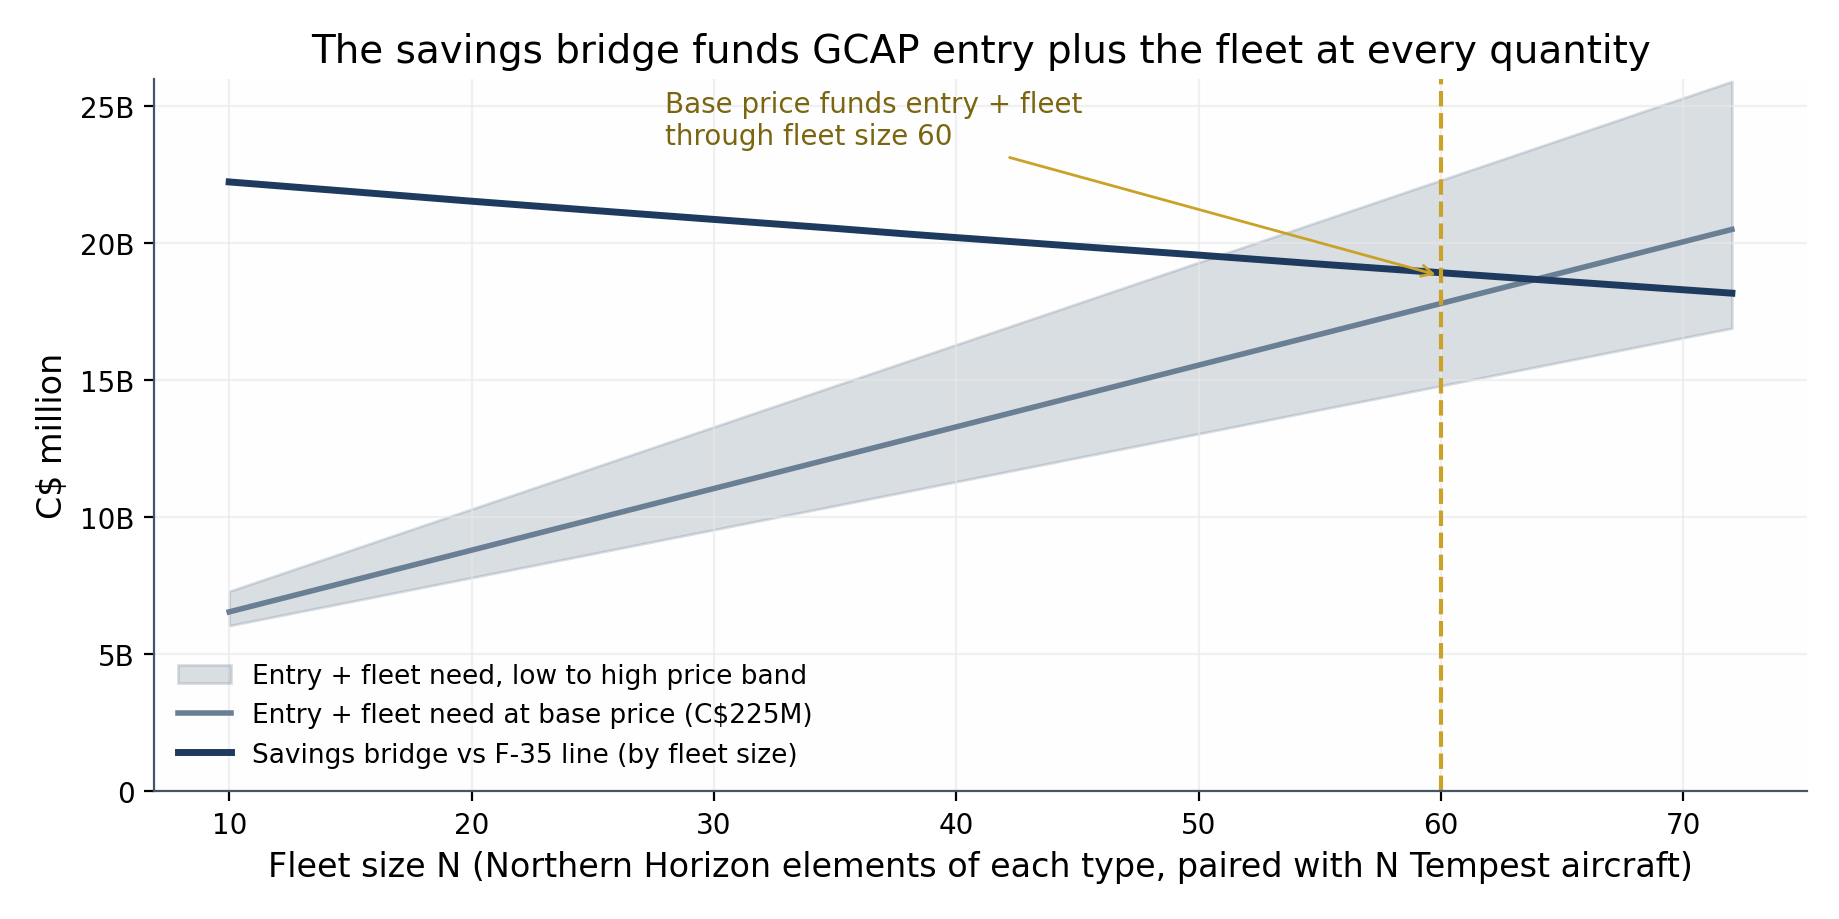 The savings bridge funds GCAP entry plus the fleet at every quantity
Base price funds entry + fleet
through fleet size 60
C$ million
25B
20B
15B
10B
5B
0
Entry + fleet need, low to high price band
Entry + fleet need at base price (C$225M)
Savings bridge vs F-35 line (by fleet size)
10 20 30 40 50 60 70
Fleet size N (Northern Horizon elements of each type, paired with N Tempest aircraft)